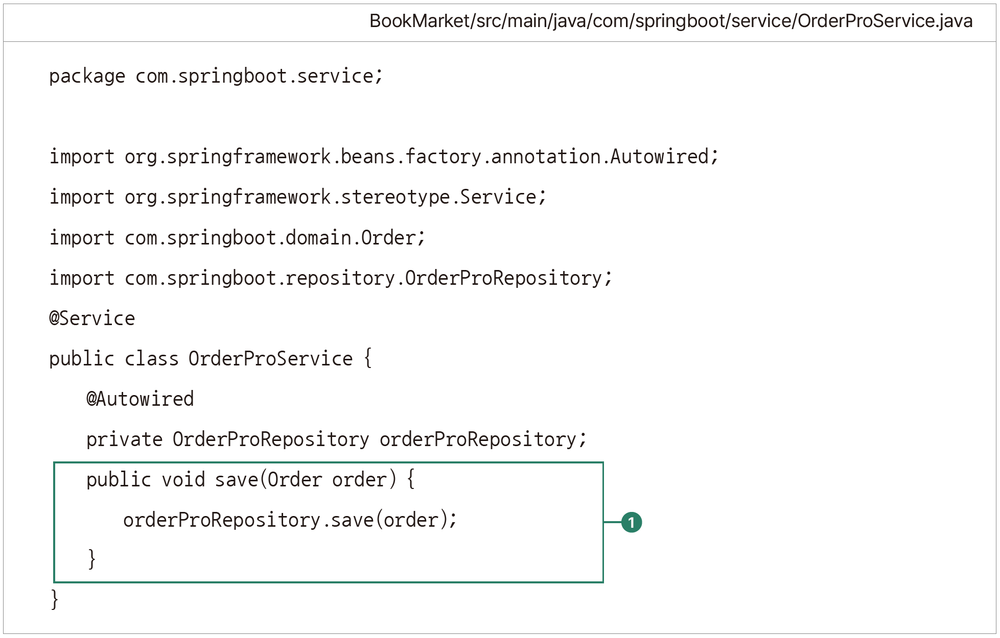 BookMarket/src/main/java/com/springboot/service/OrderProService.java
package com.springboot.service;
import org.springframework.beans.factory.annotation.Autowired;
import org.springframework.stereotype.Service;
import com.springboot.domain.Order;
import com.springboot.repository.OrderProRepository;
@Service
public class OrderProService {
@Autowired
private OrderProRepository orderProRepository;
public void save(Order order) {
orderProRepository.save(order);
1
}
}